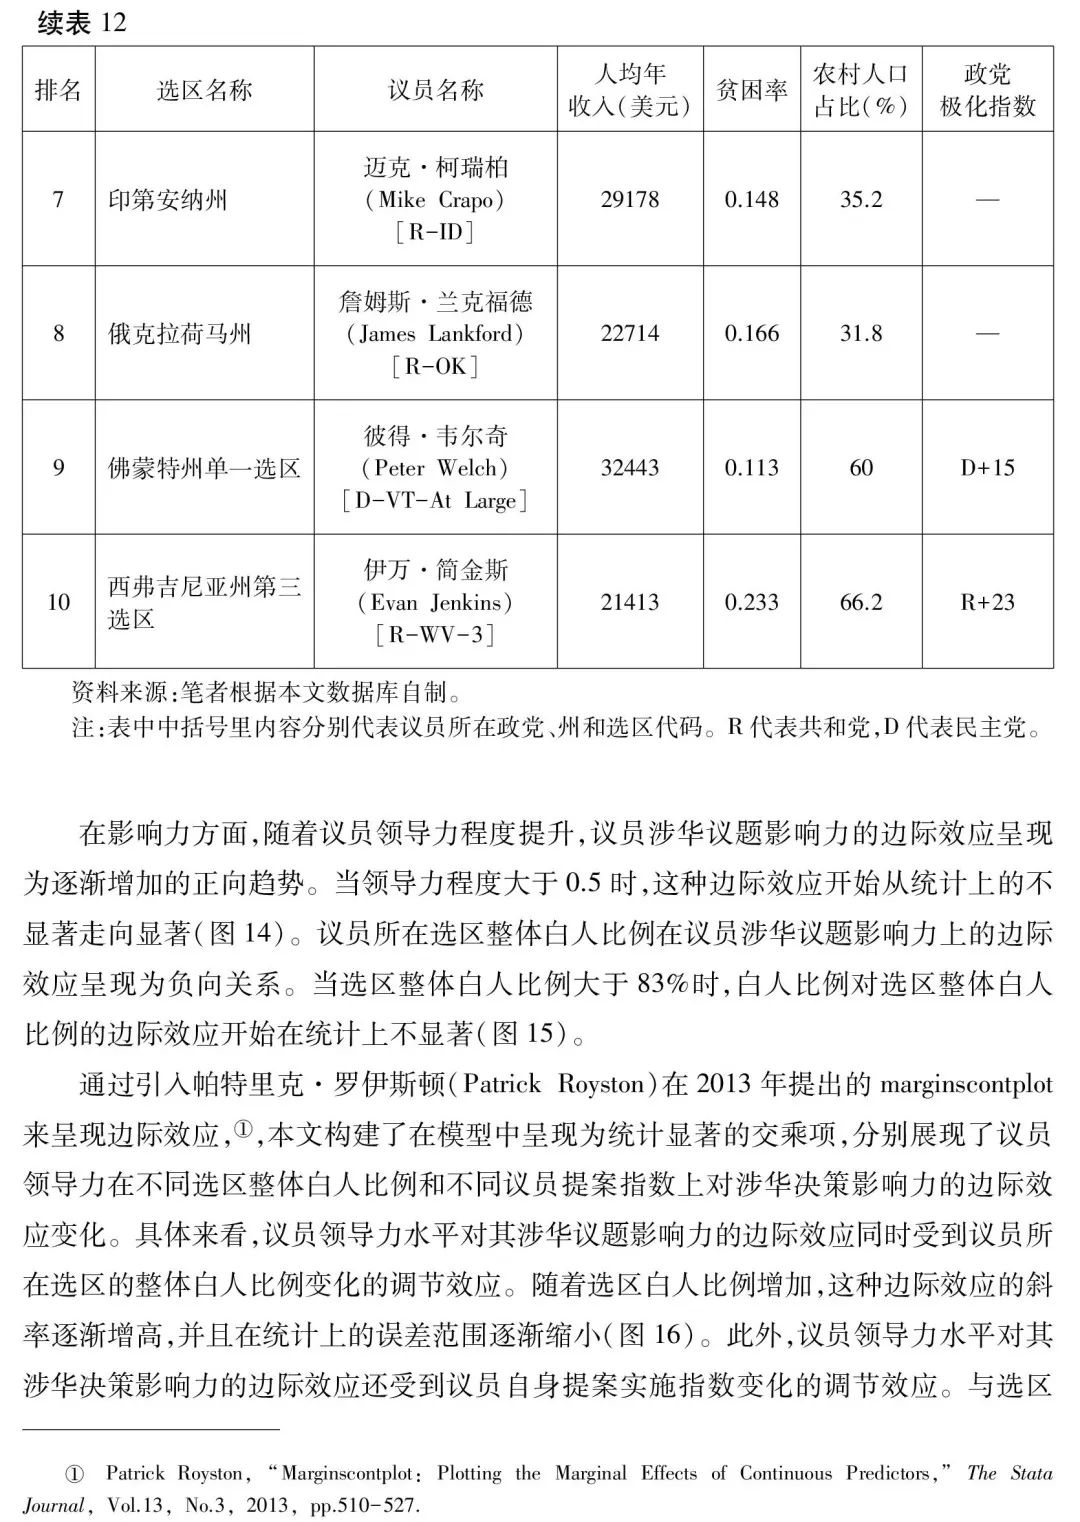 续表 12
排名 选区名称 议员名称 人均年收入(美元) 贫困率 农村人口占比(%) 政党极化指数
7 印第安纳州 迈克·柯瑞柏 (Mike Crapo) [R-ID] 29178 0.148 35.2 —
8 俄克拉荷马州 詹姆斯·兰克福德 (James Lankford) [R-OK] 22714 0.166 31.8 —
9 佛蒙特州单一选区 彼得·韦尔奇 (Peter Welch) [D-VT-At Large] 32443 0.113 60 D+15
10 西弗吉尼亚州第三选区 伊万·简金斯 (Evan Jenkins) [R-WV-3] 21413 0.233 66.2 R+23
资料来源:笔者根据本文数据库自制。
注:表中中括号里内容分别代表议员所在政党、州和选区代码。R 代表共和党,D 代表民主党。
在影响力方面,随着议员领导力程度提升,议员涉华议题影响力的边际效应呈现
为逐渐增加的正向趋势。当领导力程度大于 0.5 时,这种边际效应开始从统计上的不
显著走向显著(图 14)。议员所在选区整体白人比例在议员涉华议题影响力上的边际
效应呈现为负向关系。当选区整体白人比例大于 83%时,白人比例对选区整体白人
比例的边际效应开始在统计上不显著(图 15)。
通过引入帕特里克·罗伊斯顿(Patrick Royston)在 2013 年提出的 marginscontplot
来呈现边际效应,①,本文构建了在模型中呈现为统计显著的交乘项,分别展现了议员
领导力在不同选区整体白人比例和不同议员提案指数上对涉华决策影响力的边际效
应变化。具体来看,议员领导力水平对其涉华议题影响力的边际效应同时受到议员所
在选区的整体白人比例变化的调节效应。随着选区白人比例增加,这种边际效应的斜
率逐渐增高,并且在统计上的误差范围逐渐缩小(图 16)。此外,议员领导力水平对其
涉华决策影响力的边际效应还受到议员自身提案实施指数变化的调节效应。与选区
① Patrick Royston, “Marginscontplot: Plotting the Marginal Effects of Continuous Predictors,” The Stata
Journal, Vol.13, No.3, 2013, pp.510-527.